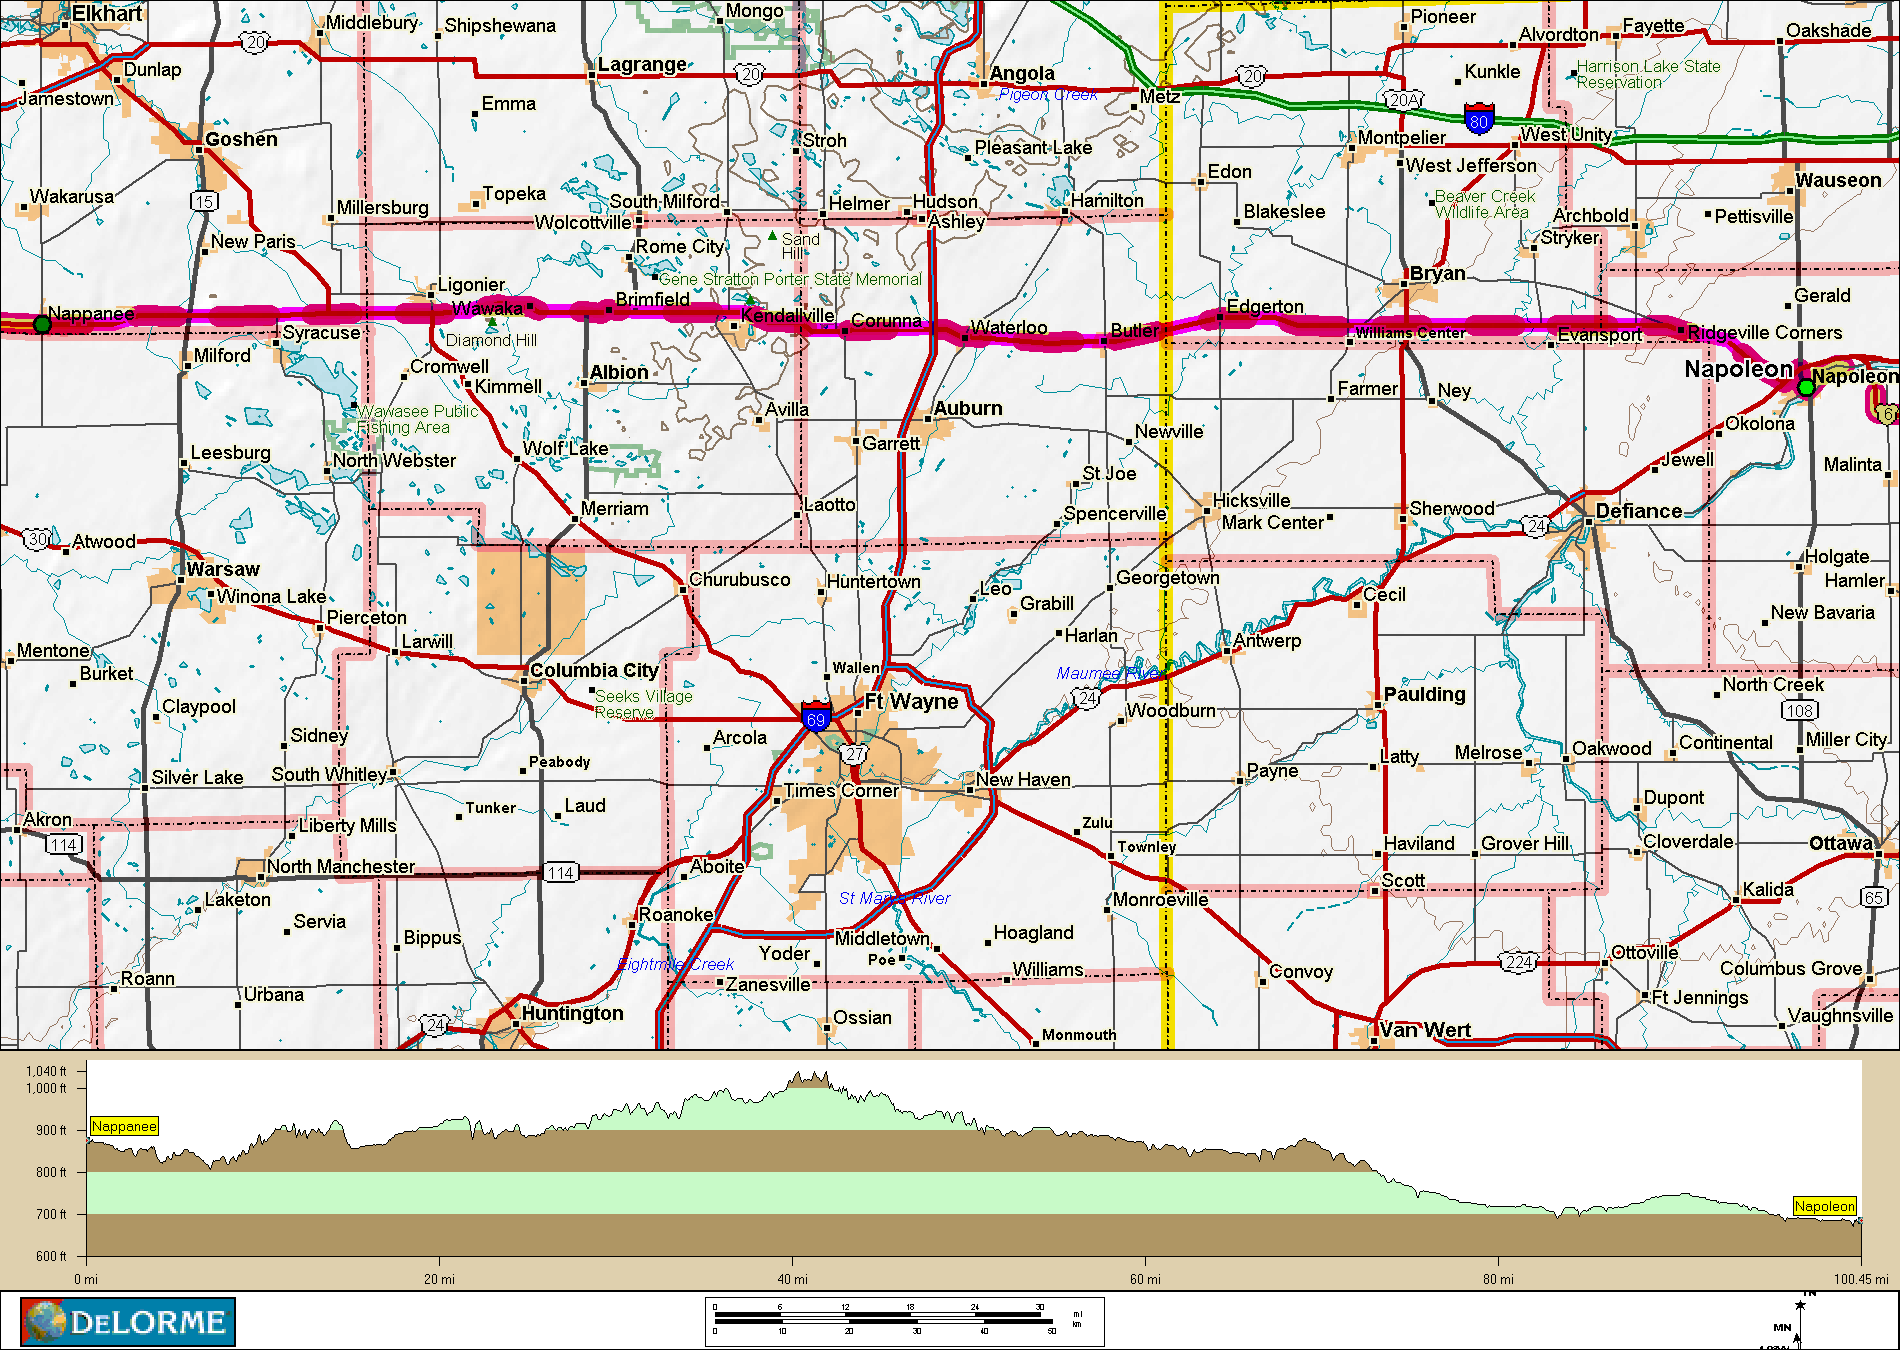 Elkhart
Middlebury
Shipshewana
Mongo
Pioneer
Alvordton
Fayette
Oakshade
20
Dunlap
Lagrange
20
Angola
20
Kunkle
Harrison Lake State
Reservation
Jamestown
Emma
Pigeon Creek
Metz
20A
80
Goshen
Stroh
Pleasant Lake
Montpelier
West Unity
West Jefferson
Edon
Wauseon
Wakarusa
15
Topeka
Millersburg
South Milford
Helmer
Hudson
Hamilton
Beaver Creek
Wildlife Area
Blakeslee
Archbold
Pettisville
Wolcottville
Ashley
New Paris
Rome City
Sand
Hill
Stryker
Gene Stratton Porter State Memorial
Bryan
Ligonier
Gerald
Nappanee
Wawaka
Brimfield
Kendallville
Corunna
Waterloo
Butler
Edgerton
Williams Center
Evansport
Ridgeville Corners
Syracuse
Diamond Hill
Milford
Cromwell
Kimmell
Albion
Napoleon
Napoleon
6
Farmer
Ney
Wawasee Public
Fishing Area
Avilla
Auburn
Okolona
Garrett
Newville
Leesburg
North Webster
Wolf Lake
St Joe
Jewell
Malinta
Merriam
Laotto
Spencerville
Hicksville
Mark Center
Sherwood
24
Defiance
30
Atwood
Warsaw
Winona Lake
Churubusco
Huntertown
Leo
Grabill
Georgetown
Cecil
Holgate
Hamler
New Bavaria
Pierceton
Larwill
Harlan
Antwerp
Mentone
Burket
Columbia City
Wallen
Maumee River
24
Seeks Village
Reserve
Claypool
69
Ft Wayne
Woodburn
Paulding
North Creek
108
Sidney
Arcola
27
Melrose
Oakwood
Continental
Miller City
Silver Lake
South Whitley
Peabody
Times Corner
New Haven
Payne
Latty
Akron
114
Tunker
Laud
Liberty Mills
Zulu
Dupont
Cloverdale
Ottawa
North Manchester
114
Aboite
Townley
Haviland
Grover Hill
Scott
Kalida
65
Laketon
St Marys River
Monroeville
Servia
Bippus
Roanoke
Middletown
Hoagland
Poe
Yoder
Eightmile Creek
Roann
Urbana
Zanesville
Williams
Convoy
224
Ottoville
Columbus Grove
Ft Jennings
Vaughnsville
24
Huntington
Ossian
Monmouth
Van Wert
1,040 ft
1,000 ft
900 ft
800 ft
700 ft
600 ft
Nappanee
Napoleon
0 mi
20 mi
40 mi
60 mi
80 mi
100.45 mi
DELORME
0 6 12 18 24 30 mi
0 10 20 30 40 50 km
TN
MN